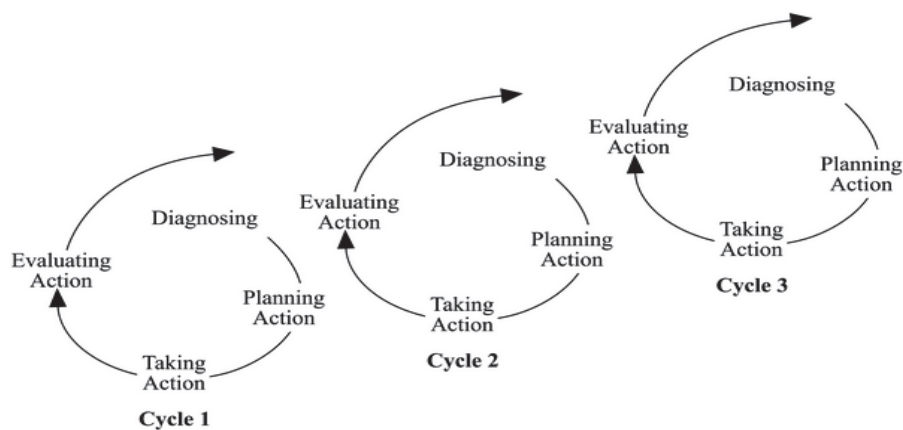 Diagnosing
Planning
Action
Taking
Action
Evaluating
Action
Cycle 1
Diagnosing
Planning
Action
Taking
Action
Evaluating
Action
Cycle 2
Diagnosing
Planning
Action
Taking
Action
Evaluating
Action
Cycle 3